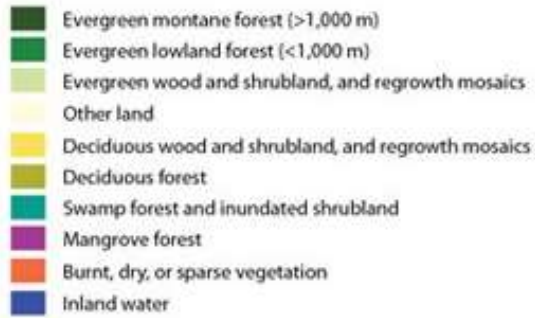 Evergreen montane forest (>1,000 m)
Evergreen lowland forest (<1,000 m)
Evergreen wood and shrubland, and regrowth mosaics
Other land
Deciduous wood and shrubland, and regrowth mosaics
Deciduous forest
Swamp forest and inundated shrubland
Mangrove forest
Burnt, dry, or sparse vegetation
Inland water